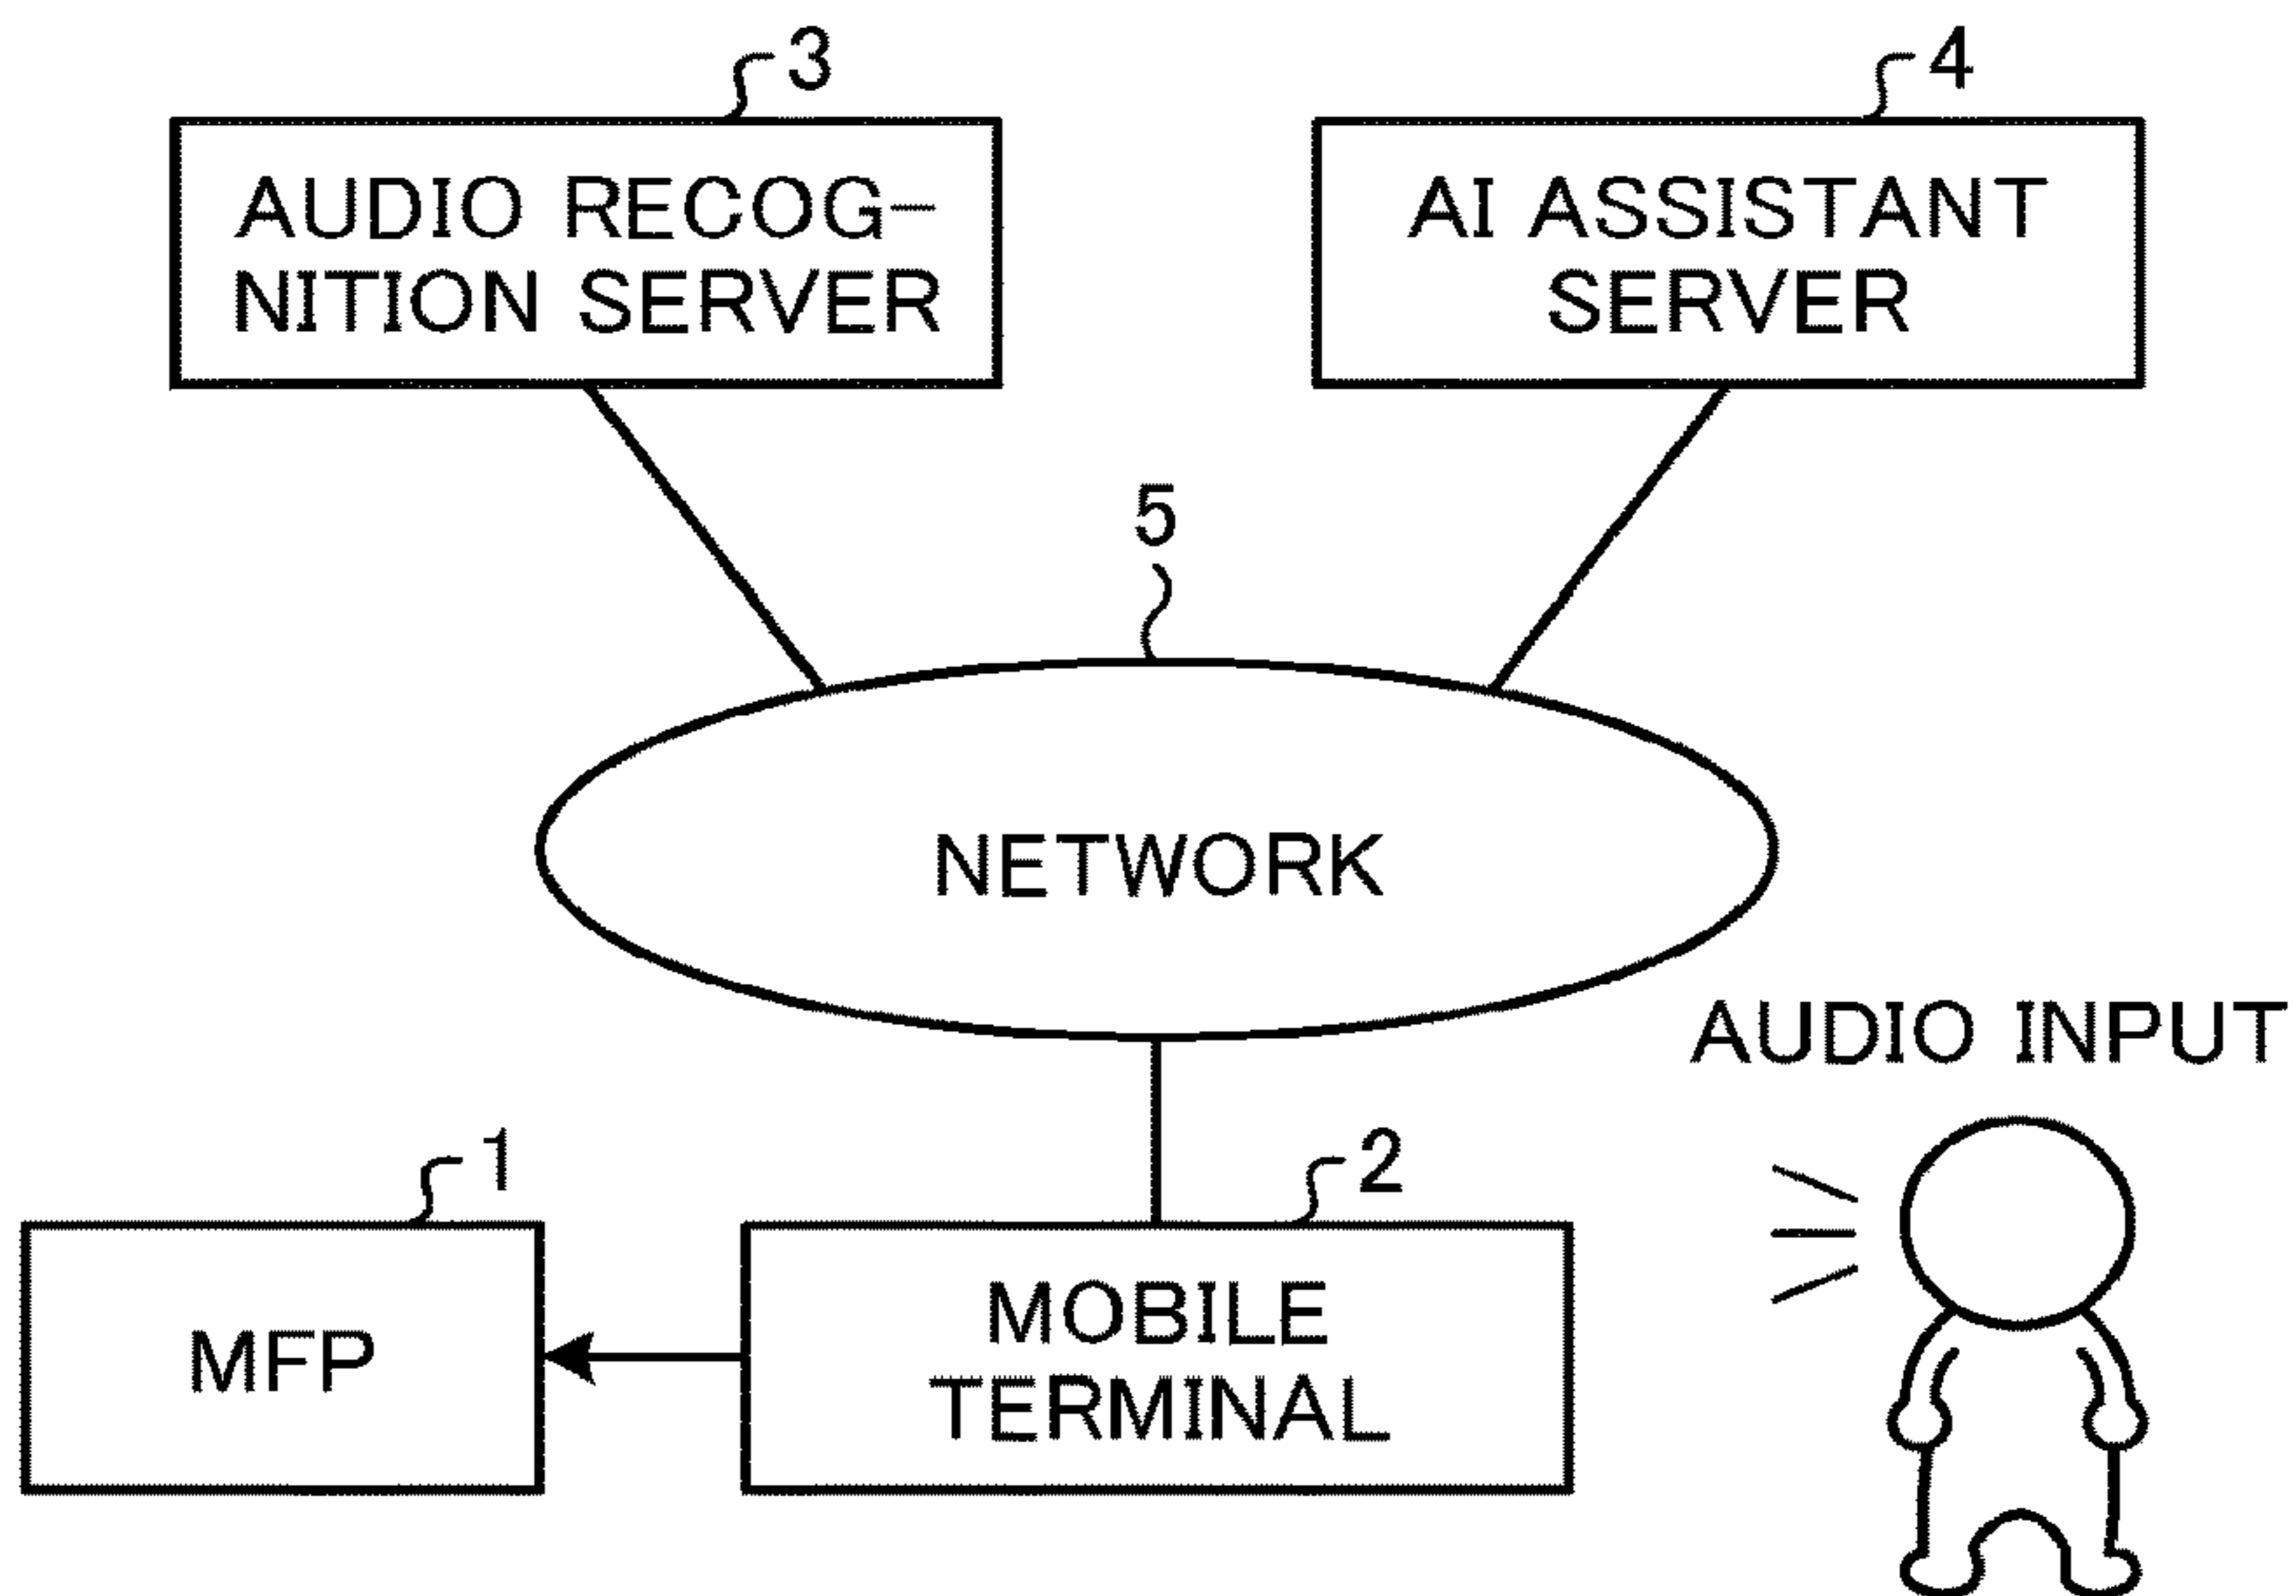 3
AUDIO RECOG-
NITION SERVER
4
AI ASSISTANT
SERVER
5
NETWORK
AUDIO INPUT
1
MFP
2
MOBILE
TERMINAL